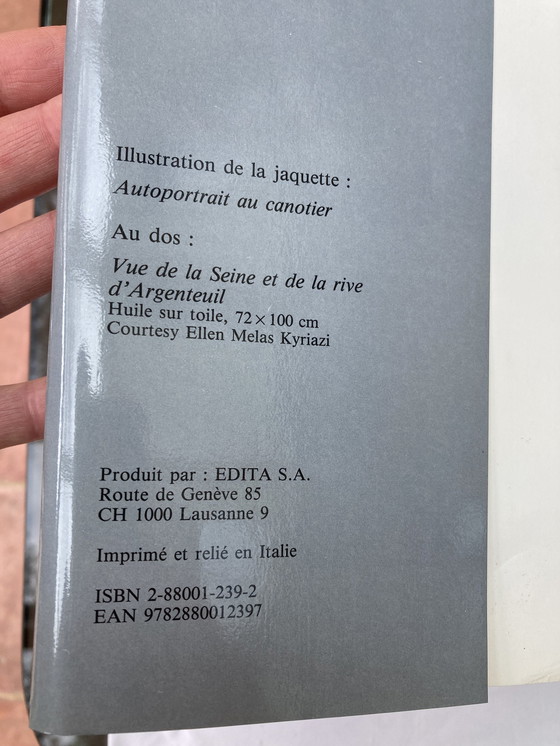 Illustration de la jaquette :
Autoportrait au canotier
Au dos :
Vue de la Seine et de la rive
d'Argenteuil
Huile sur toile, 72 × 100 cm
Courtesy Ellen Melas Kyriazi
Produit par : EDITA S.A.
Route de Genève 85
CH 1000 Lausanne 9
Imprimé et relié en Italie
ISBN 2-88001-239-2
EAN 9782880012397